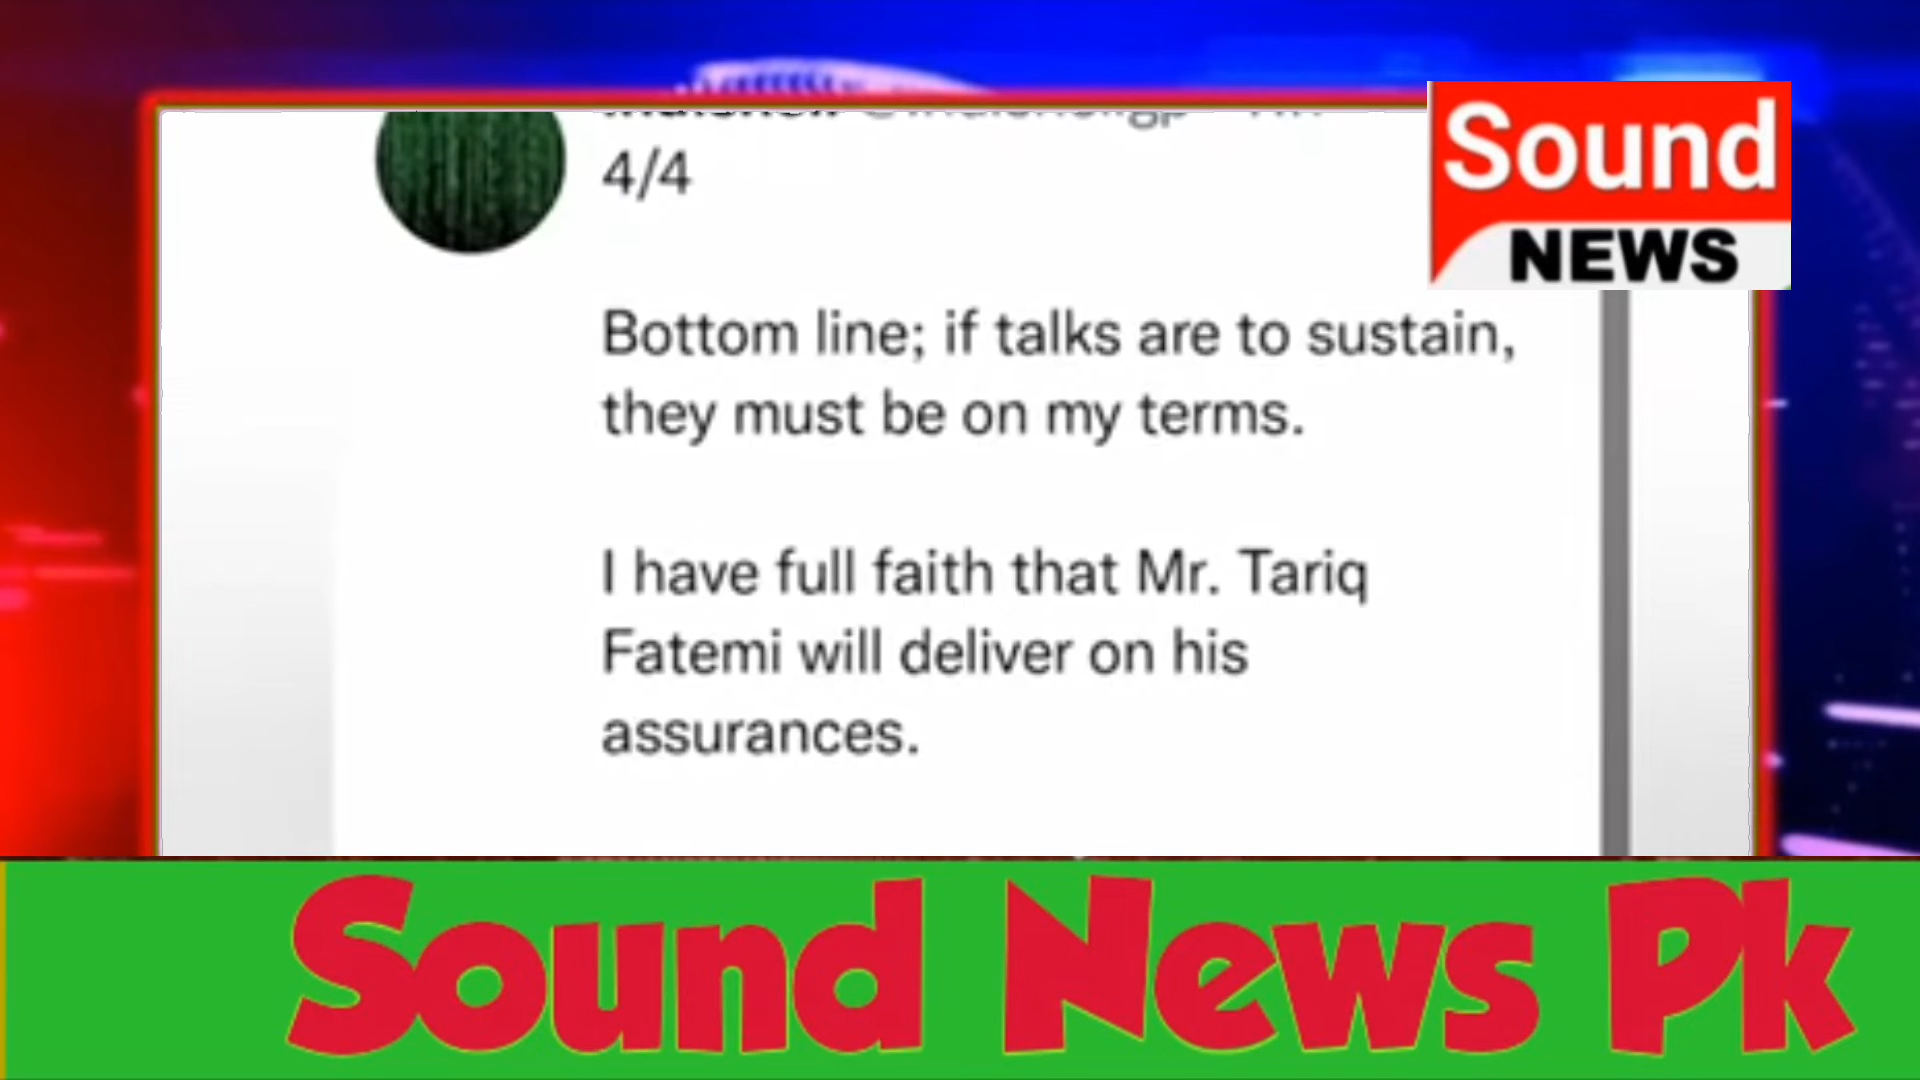 4/4
Sound
NEWS
Bottom line; if talks are to sustain,
they must be on my terms.
I have full faith that Mr. Tariq
Fatemi will deliver on his
assurances.
Sound News Pk